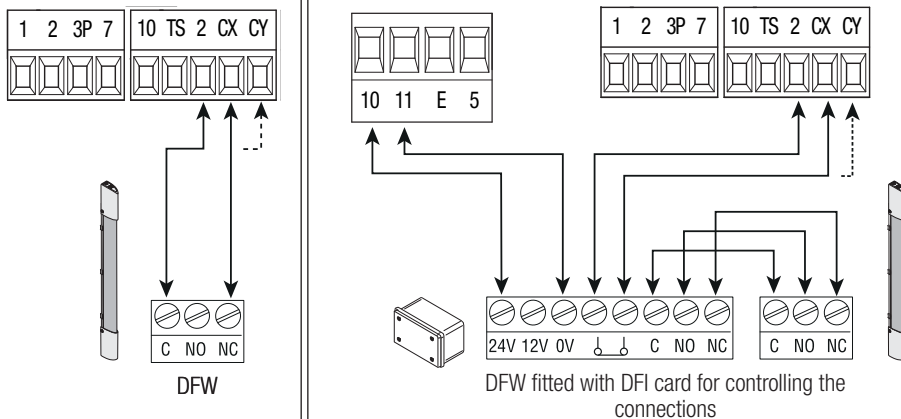 1 2 3P 7 10 TS 2 CX CY
C NO NC
DFW
10 11 E 5
1 2 3P 7 10 TS 2 CX CY
24V 12V 0V C NO NC
C NO NC
DFW fitted with DFI card for controlling the
connections